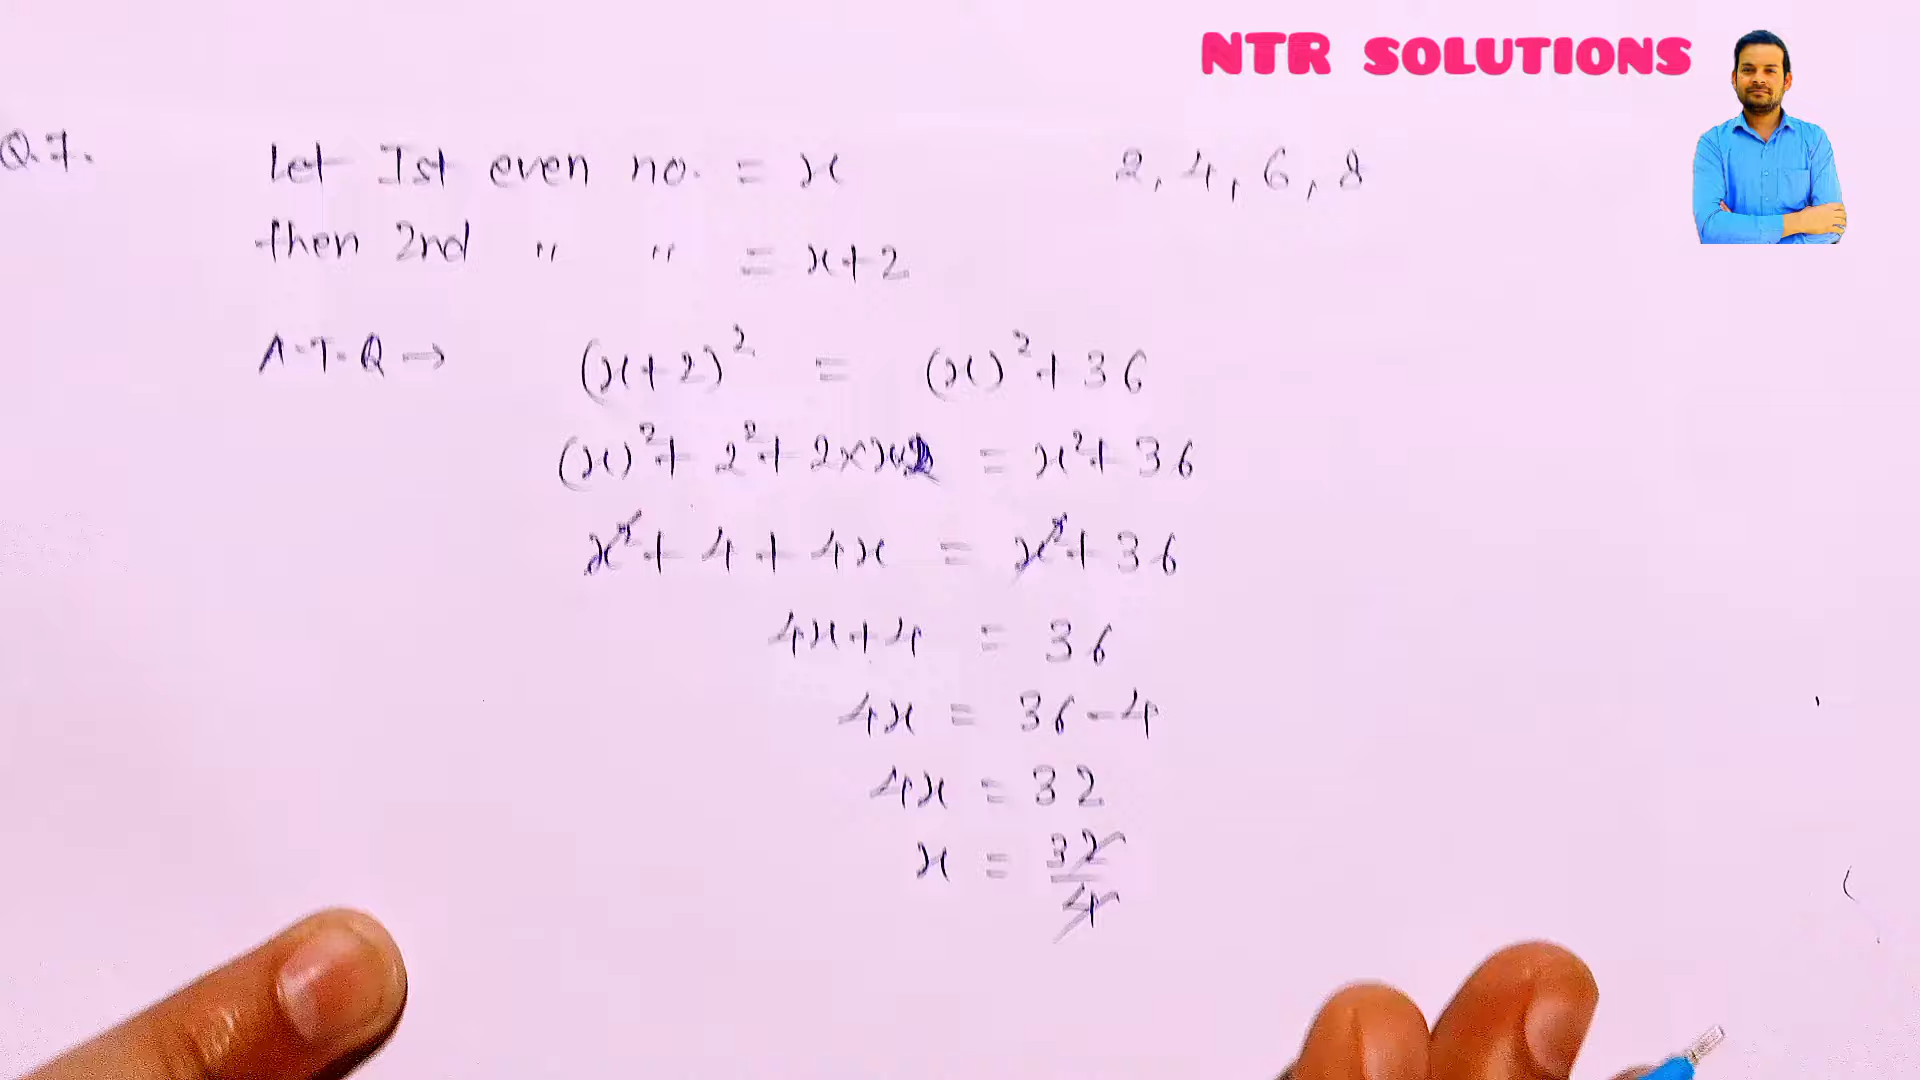 NTR SOLUTIONS
Q.7. Let Ist even no. = x 2, 4, 6, 8
then 2nd " " = x+2
A.T.Q → (x+2)² = (x)²+36
(x)²+ 2²+ 2×x×2 = x²+36
x²+ 4 + 4x = x²+36
4x+4 = 36
4x = 36-4
4x = 32
x = 32/4